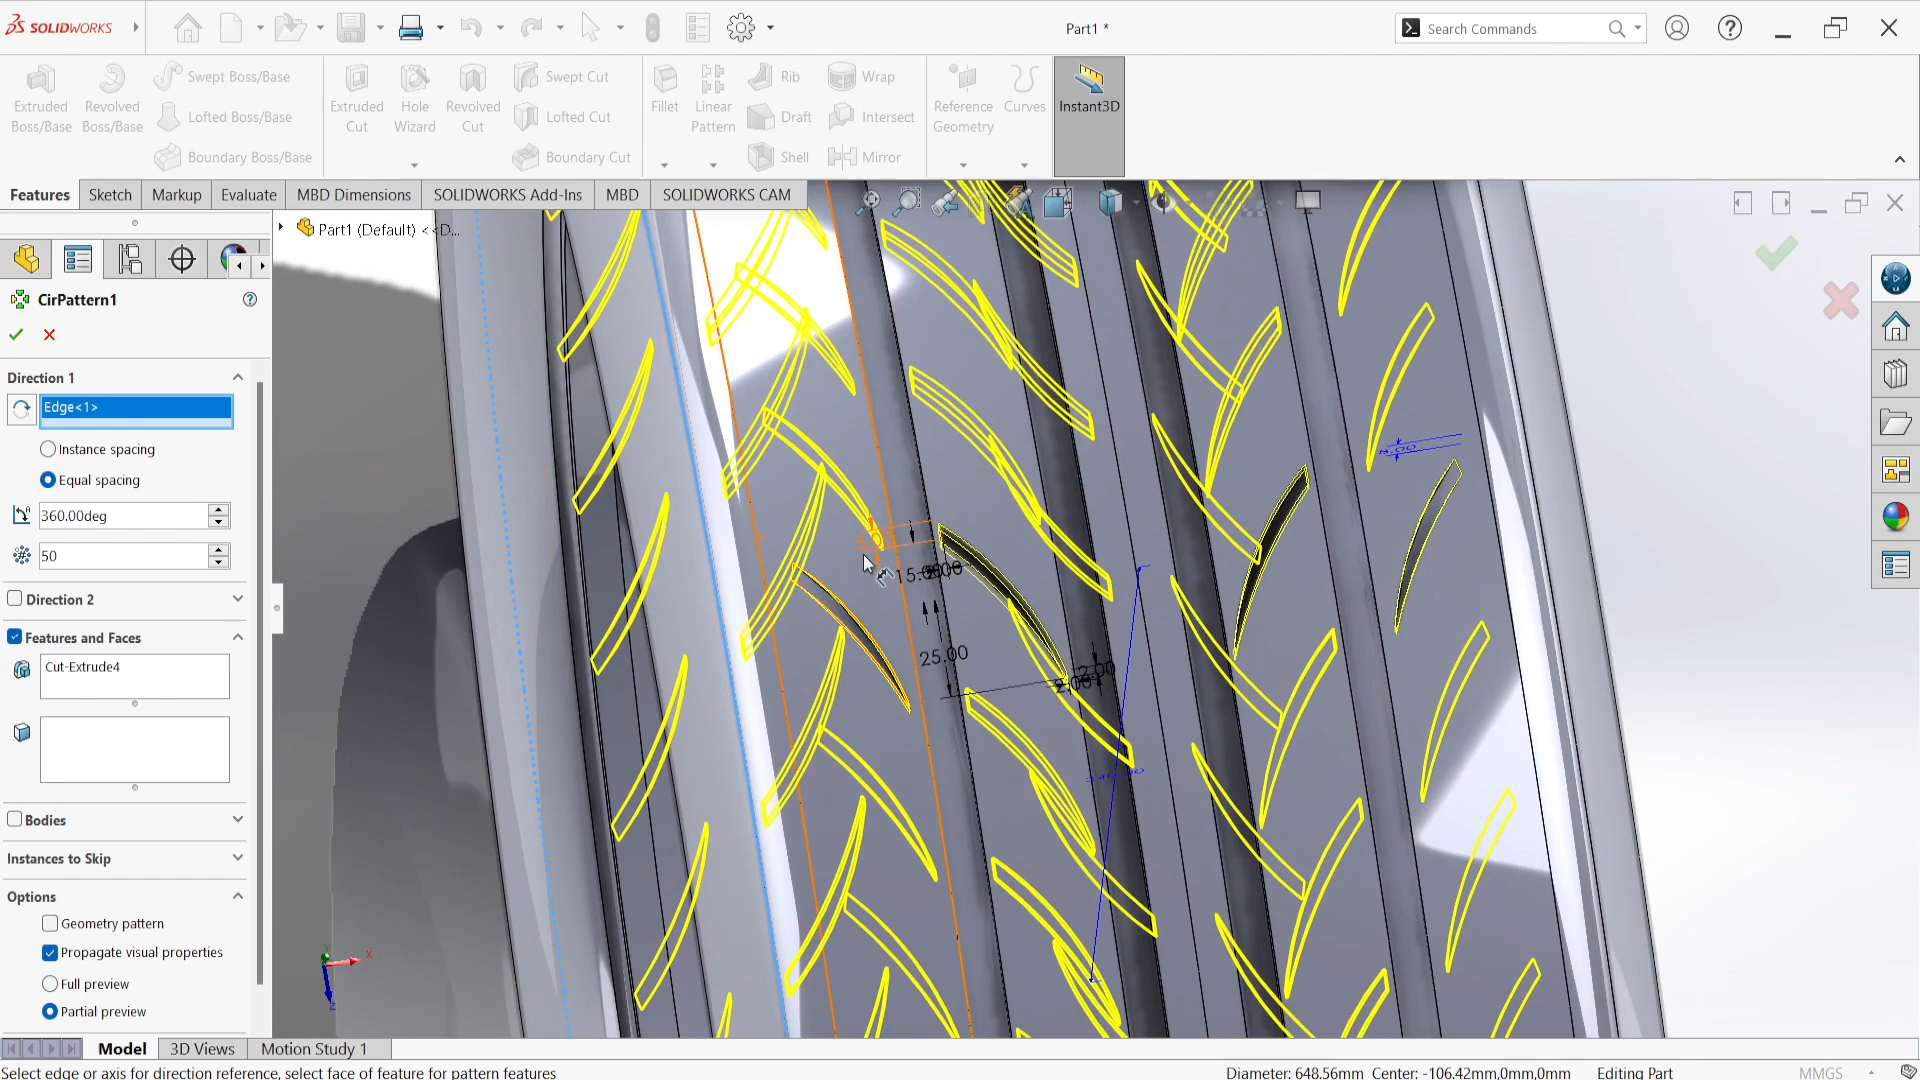 SOLIDWORKS
Part1 *
Search Commands
Extruded Boss/Base
Revolved Boss/Base
Swept Boss/Base
Lofted Boss/Base
Boundary Boss/Base
Extruded Cut
Hole Wizard
Revolved Cut
Swept Cut
Lofted Cut
Boundary Cut
Fillet
Linear Pattern
Rib
Draft
Shell
Wrap
Intersect
Mirror
Reference Geometry
Curves
Instant3D
Features
Sketch
Markup
Evaluate
MBD Dimensions
SOLIDWORKS Add-Ins
MBD
SOLIDWORKS CAM
Part1 (Default) <<D...
CirPattern1
Direction 1
Edge<1>
Instance spacing
Equal spacing
360.00deg
50
Direction 2
Features and Faces
Cut-Extrude4
Bodies
Instances to Skip
Options
Geometry pattern
Propagate visual properties
Full preview
Partial preview
25.00
2.00
2.00
X
Z
Model
3D Views
Motion Study 1
Select edge or axis for direction reference, select face of feature for pattern features
Diameter: 648.56mm Center: -106.42mm,0mm,0mm
Editing Part
MMGS